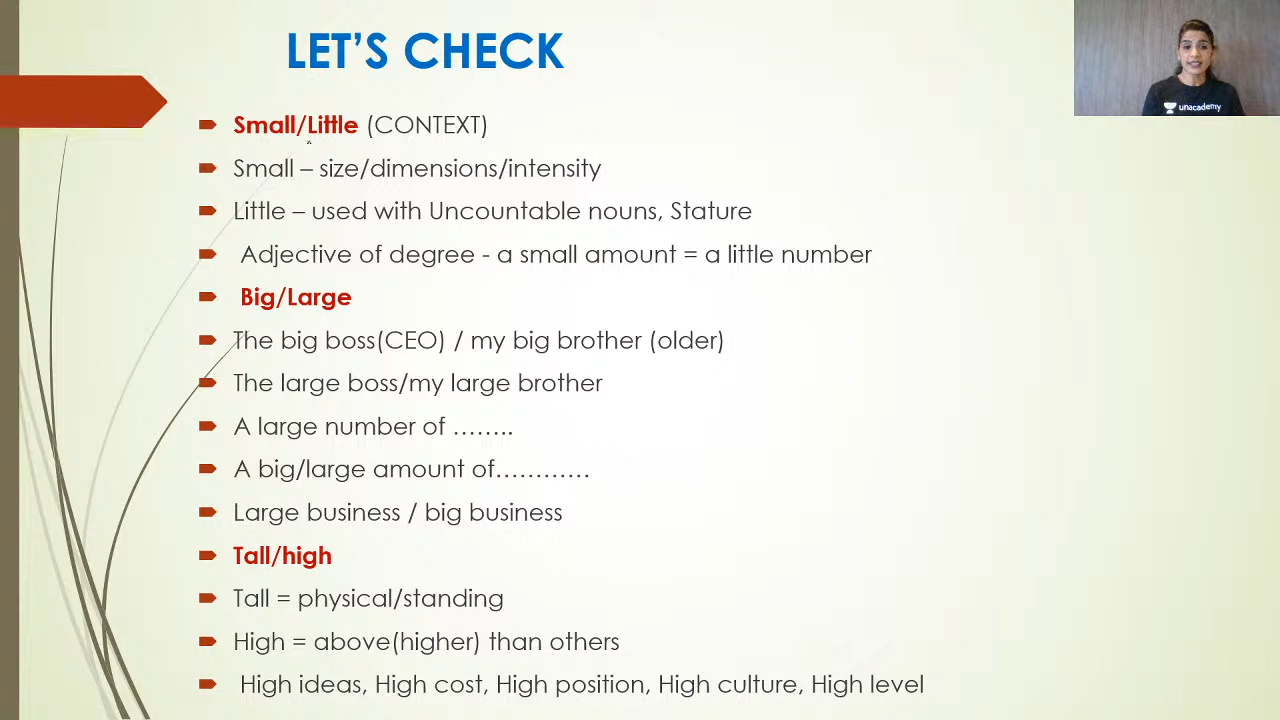 LET'S CHECK
Small/Little (CONTEXT)
Small – size/dimensions/intensity
Little – used with Uncountable nouns, Stature
Adjective of degree - a small amount = a little number
Big/Large
The big boss(CEO) / my big brother (older)
The large boss/my large brother
A large number of ……..
A big/large amount of…………
Large business / big business
Tall/high
Tall = physical/standing
High = above(higher) than others
High ideas, High cost, High position, High culture, High level
unacademy